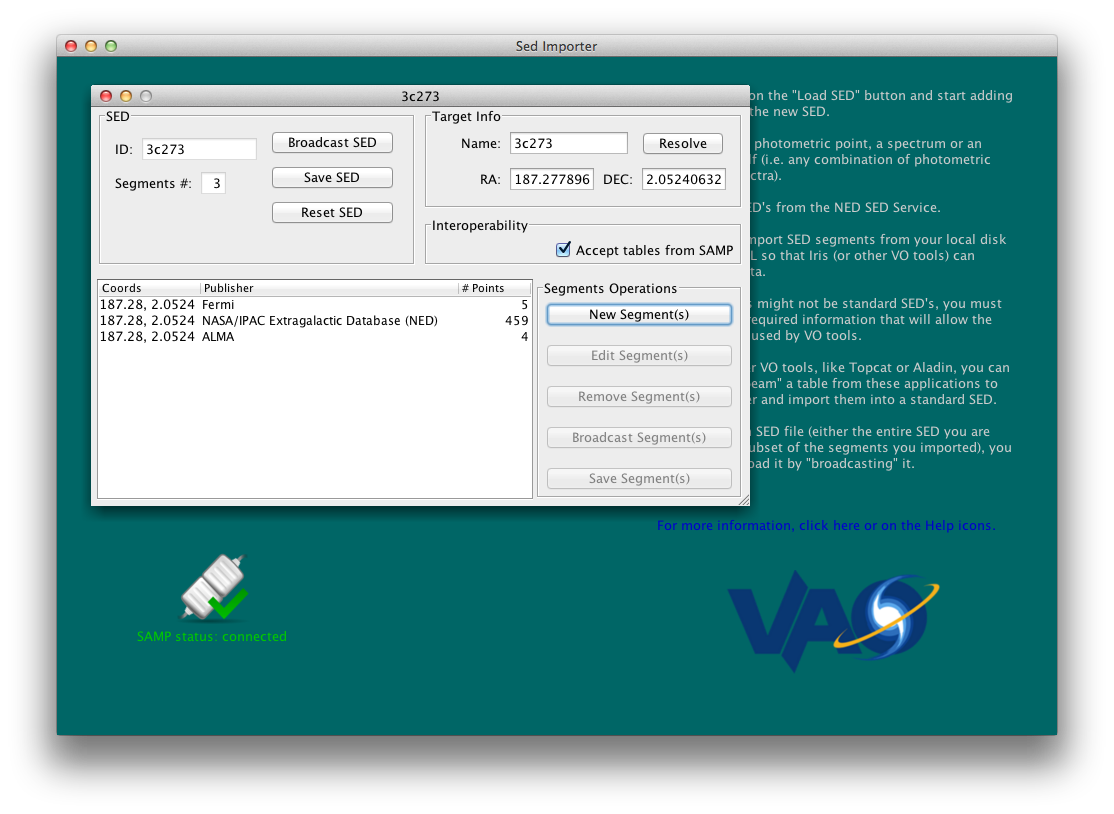 Sed Importer
3c273
SED
ID: 3c273
Segments #: 3
Broadcast SED
Save SED
Reset SED
Target Info
Name: 3c273 Resolve
RA: 187.277896 DEC: 2.05240632
Interoperability
Accept tables from SAMP
Coords Publisher # Points
187.28, 2.0524 Fermi 5
187.28, 2.0524 NASA/IPAC Extragalactic Database (NED) 459
187.28, 2.0524 ALMA 4
Segments Operations
New Segment(s)
Edit Segment(s)
Remove Segment(s)
Broadcast Segment(s)
Save Segment(s)
on the "Load SED" button and start adding
the new SED.
photometric point, a spectrum or an
(i.e. any combination of photometric
from the NED SED Service.
SED segments from your local disk
so that Iris (or other VO tools) can
might not be standard SED's, you must
required information that will allow the
used by VO tools.
VO tools, like Topcat or Aladin, you can
a table from these applications to
and import them into a standard SED.
SED file (either the entire SED you are
of the segments you imported), you
it by "broadcasting" it.
For more information, click here or on the Help icons.
SAMP status: connected
VAO